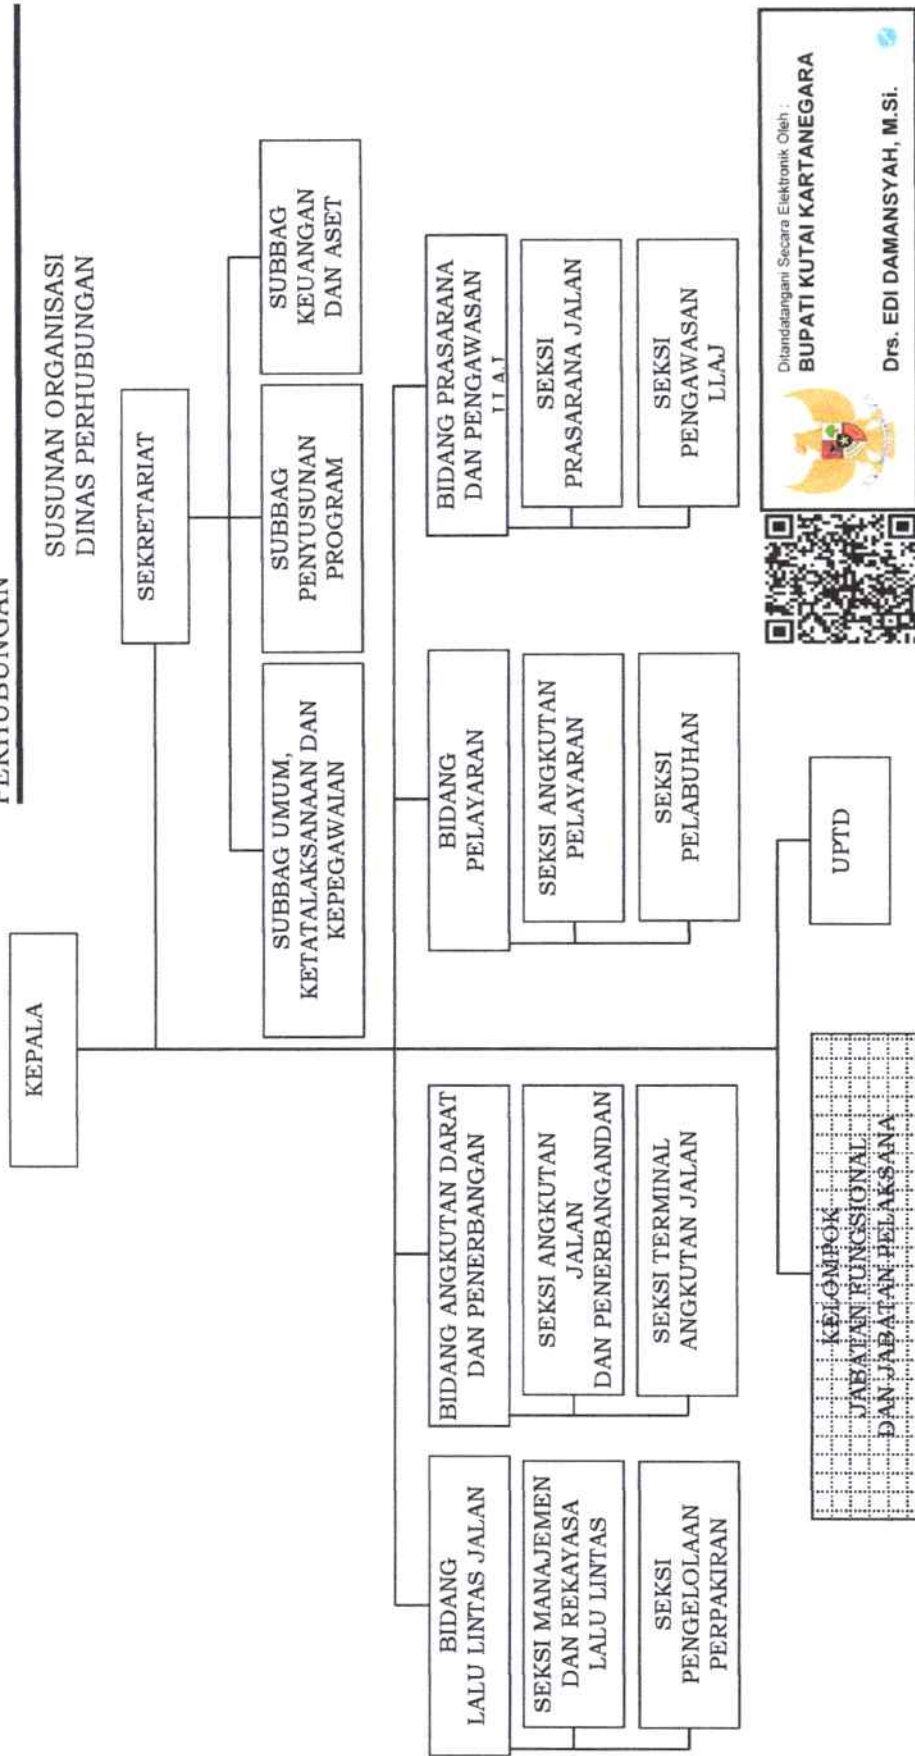 PERHUBUNGAN
SUSUNAN ORGANISASI
DINAS PERHUBUNGAN
KEPALA
SEKRETARIAT
SUBBAG UMUM,
KETATALAKSANAAN DAN
KEPEGAWAIAN
SUBBAG
PENYUSUNAN
PROGRAM
SUBBAG
KEUANGAN
DAN ASET
BIDANG
LALU LINTAS JALAN
SEKSI MANAJEMEN
DAN REKAYASA
LALU LINTAS
SEKSI
PENGELOLAAN
PERPAKIRAN
BIDANG ANGKUTAN DARAT
DAN PENERBANGAN
SEKSI ANGKUTAN
JALAN
DAN PENERBANGANDAN
SEKSI TERMINAL
ANGKUTAN JALAN
BIDANG
PELAYARAN
SEKSI ANGKUTAN
PELAYARAN
SEKSI
PELABUHAN
BIDANG PRASARANA
DAN PENGAWASAN
SEKSI
PRASARANA JALAN
SEKSI
PENGAWASAN
LLAJ
KELOMPOK
JABATAN FUNGSIONAL
DAN JABATAN PELAKSANA
UPTD
Ditandatangani Secara Elektronik Oleh :
BUPATI KUTAI KARTANEGARA
Drs. EDI DAMANSYAH, M.Si.